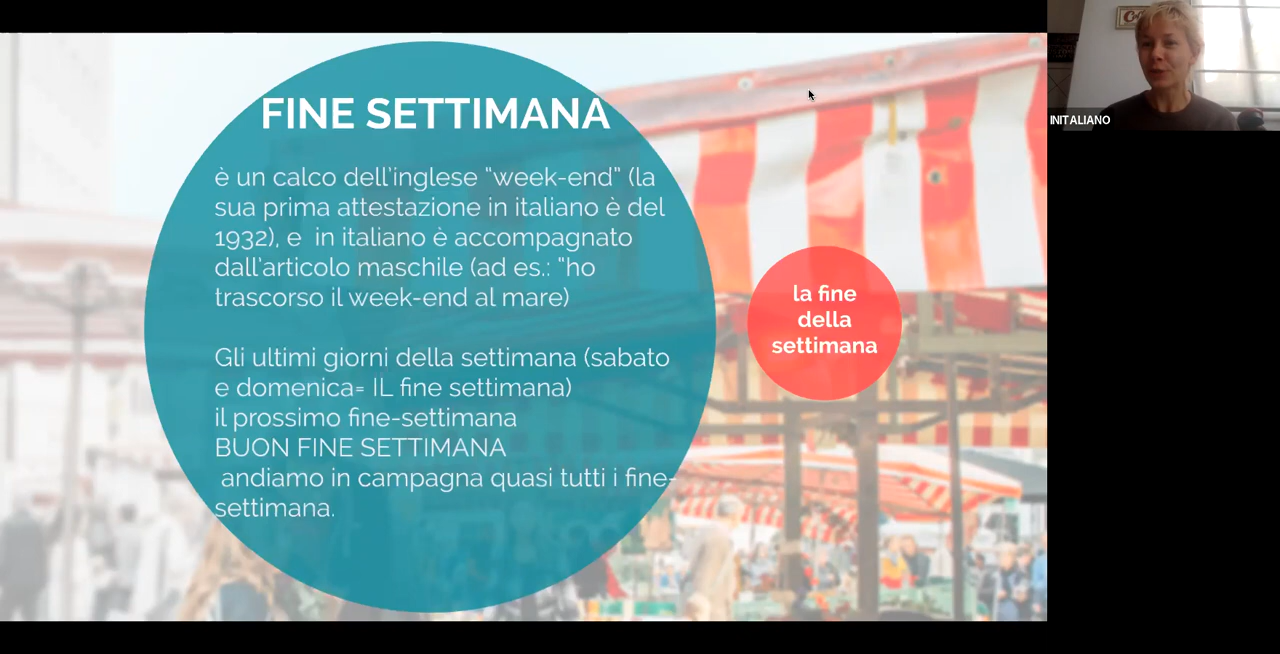 FINE SETTIMANA
è un calco dell'inglese "week-end" (la
sua prima attestazione in italiano è del
1932), e  in italiano è accompagnato
dall'articolo maschile (ad es.: "ho
trascorso il week-end al mare)
Gli ultimi giorni della settimana (sabato
e domenica= IL fine settimana)
il prossimo fine-settimana
BUON FINE SETTIMANA
andiamo in campagna quasi tutti i fine-
settimana.
la fine
della
settimana
INITALIANO